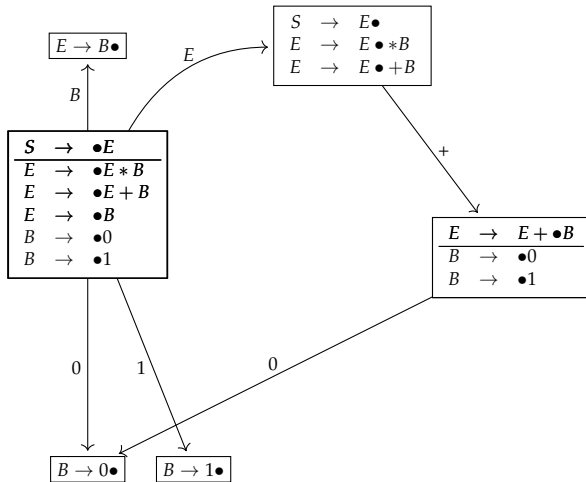 S → E●
E → E ● ∗B
E → E ● +B
E → B●
E
B
S → ●E
E → ●E ∗ B
E → ●E + B
E → ●B
B → ●0
B → ●1
+
E → E + ●B
B → ●0
B → ●1
0
1
0
B → 0●
B → 1●